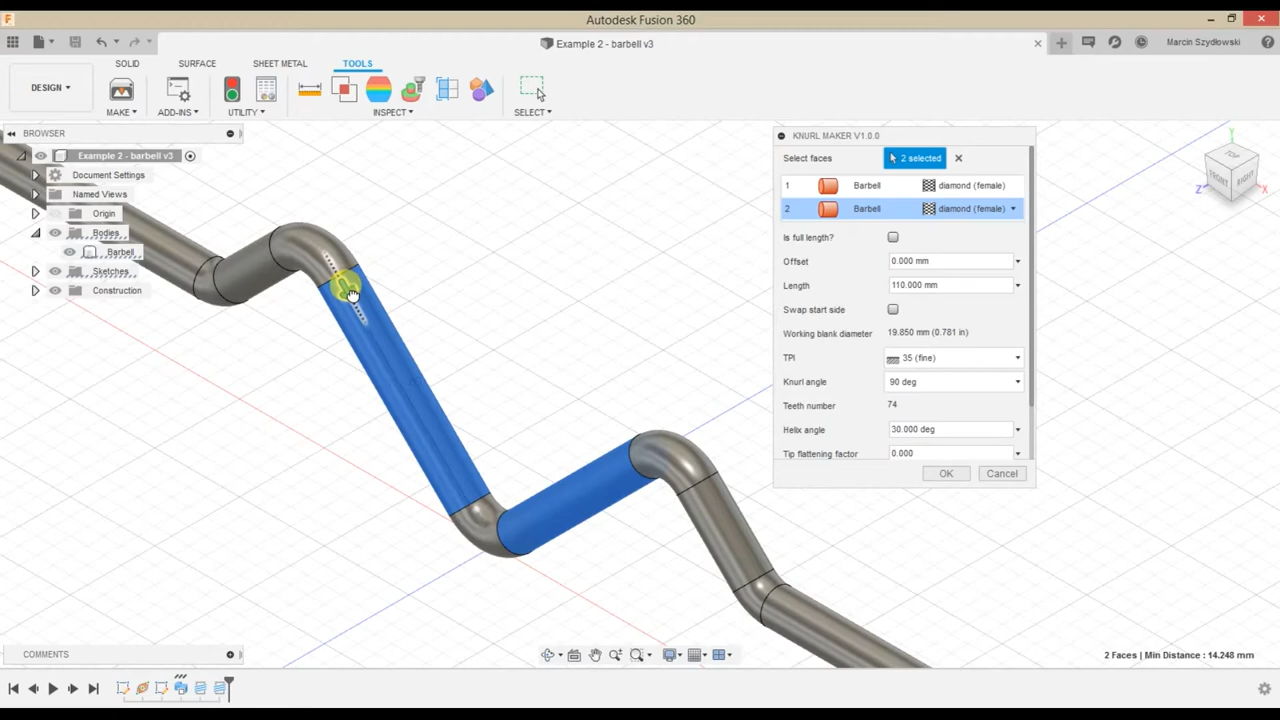 Autodesk Fusion 360
Example 2 - barbell v3
Marcin Szydłowski
DESIGN
SOLID SURFACE SHEET METAL TOOLS
MAKE ADD-INS UTILITY INSPECT SELECT
BROWSER
Example 2 - barbell v3
Document Settings
Named Views
Origin
Bodies
Barbell
Sketches
Construction
KNURL MAKER V1.0.0
Select faces 2 selected
1 Barbell diamond (female)
2 Barbell diamond (female)
Is full length?
Offset 0.000 mm
Length 110.000 mm
Swap start side
Working blank diameter 19.850 mm (0.781 in)
TPI 35 (fine)
Knurl angle 90 deg
Teeth number 74
Helix angle 30.000 deg
Tip flattening factor 0.000
OK Cancel
Y
TOP
FRONT RIGHT
Z X
COMMENTS
2 Faces | Min Distance : 14.248 mm